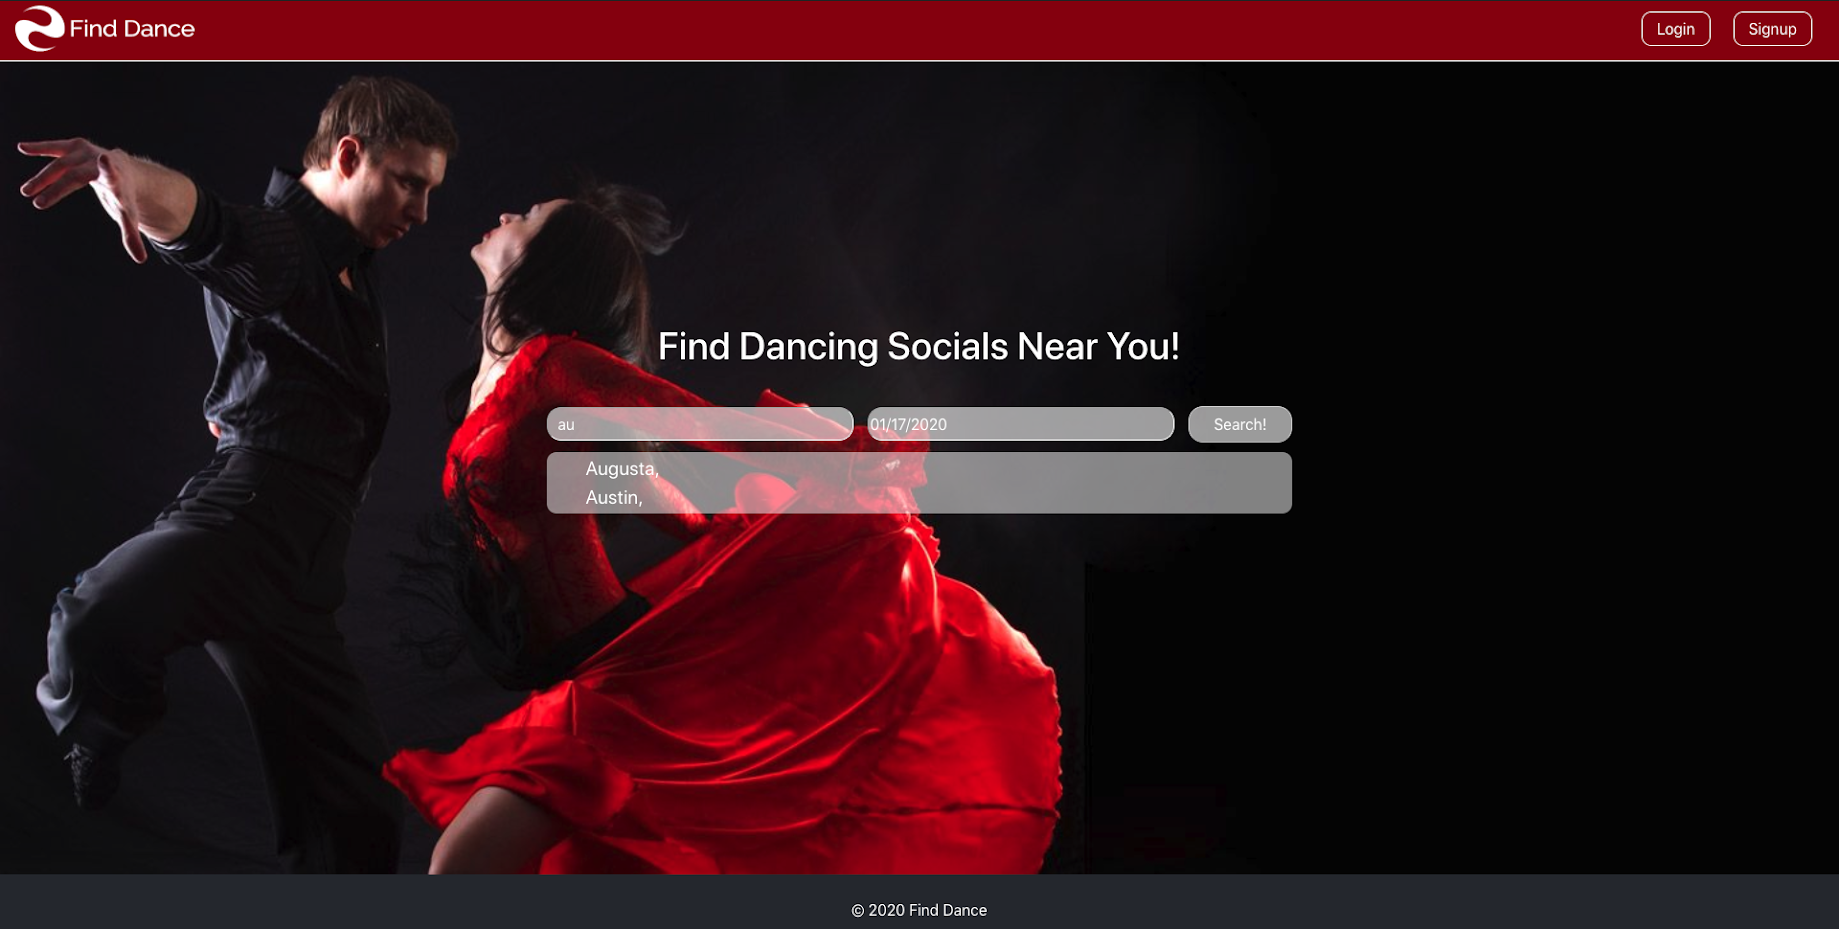 Find Dance
Login
Signup
Find Dancing Socials Near You!
au
01/17/2020
Search!
Augusta,
Austin,
© 2020 Find Dance